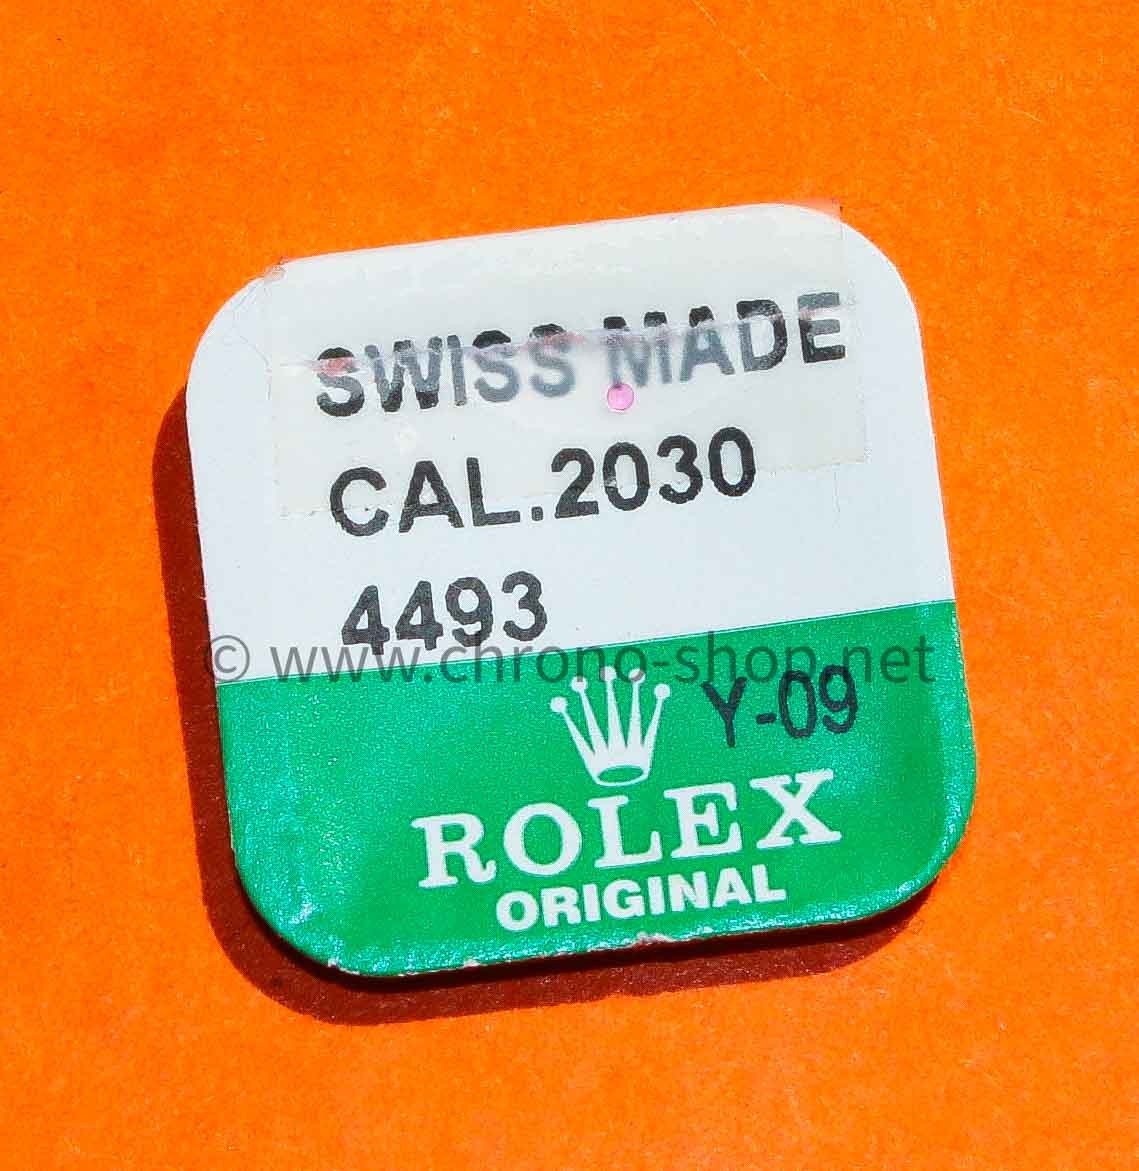 SWISS MADE
CAL.2030
4493
© www.chrono-shop.net
Y-09
ROLEX
ORIGINAL